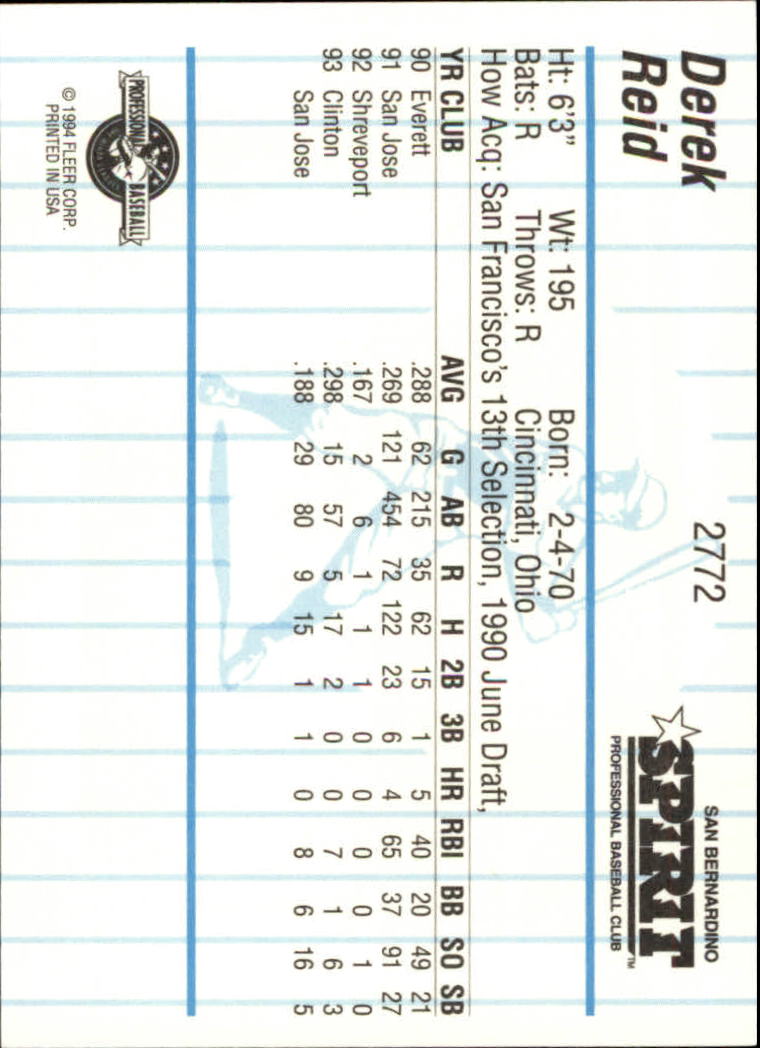 Derek
Reid
2772
SAN BERNARDINO
SPIRIT™
PROFESSIONAL BASEBALL CLUB
Ht: 6'3" Wt: 195 Born: 2-4-70
Bats: R Throws: R Cincinnati, Ohio
How Acq: San Francisco's 13th Selection, 1990 June Draft,
YR CLUB AVG G AB R H 2B 3B HR RBI BB SO SB
90 Everett .288 62 215 35 62 15 1 5 40 20 49 21
91 San Jose .269 121 454 72 122 23 6 4 65 37 91 27
92 Shreveport .167 2 6 1 1 1 0 0 0 0 1 0
93 Clinton .298 15 57 5 17 2 0 0 7 1 6 3
San Jose .188 29 80 9 15 1 1 0 8 6 16 5
PROFESSIONAL BASEBALL
© 1994 FLEER CORP.
PRINTED IN USA